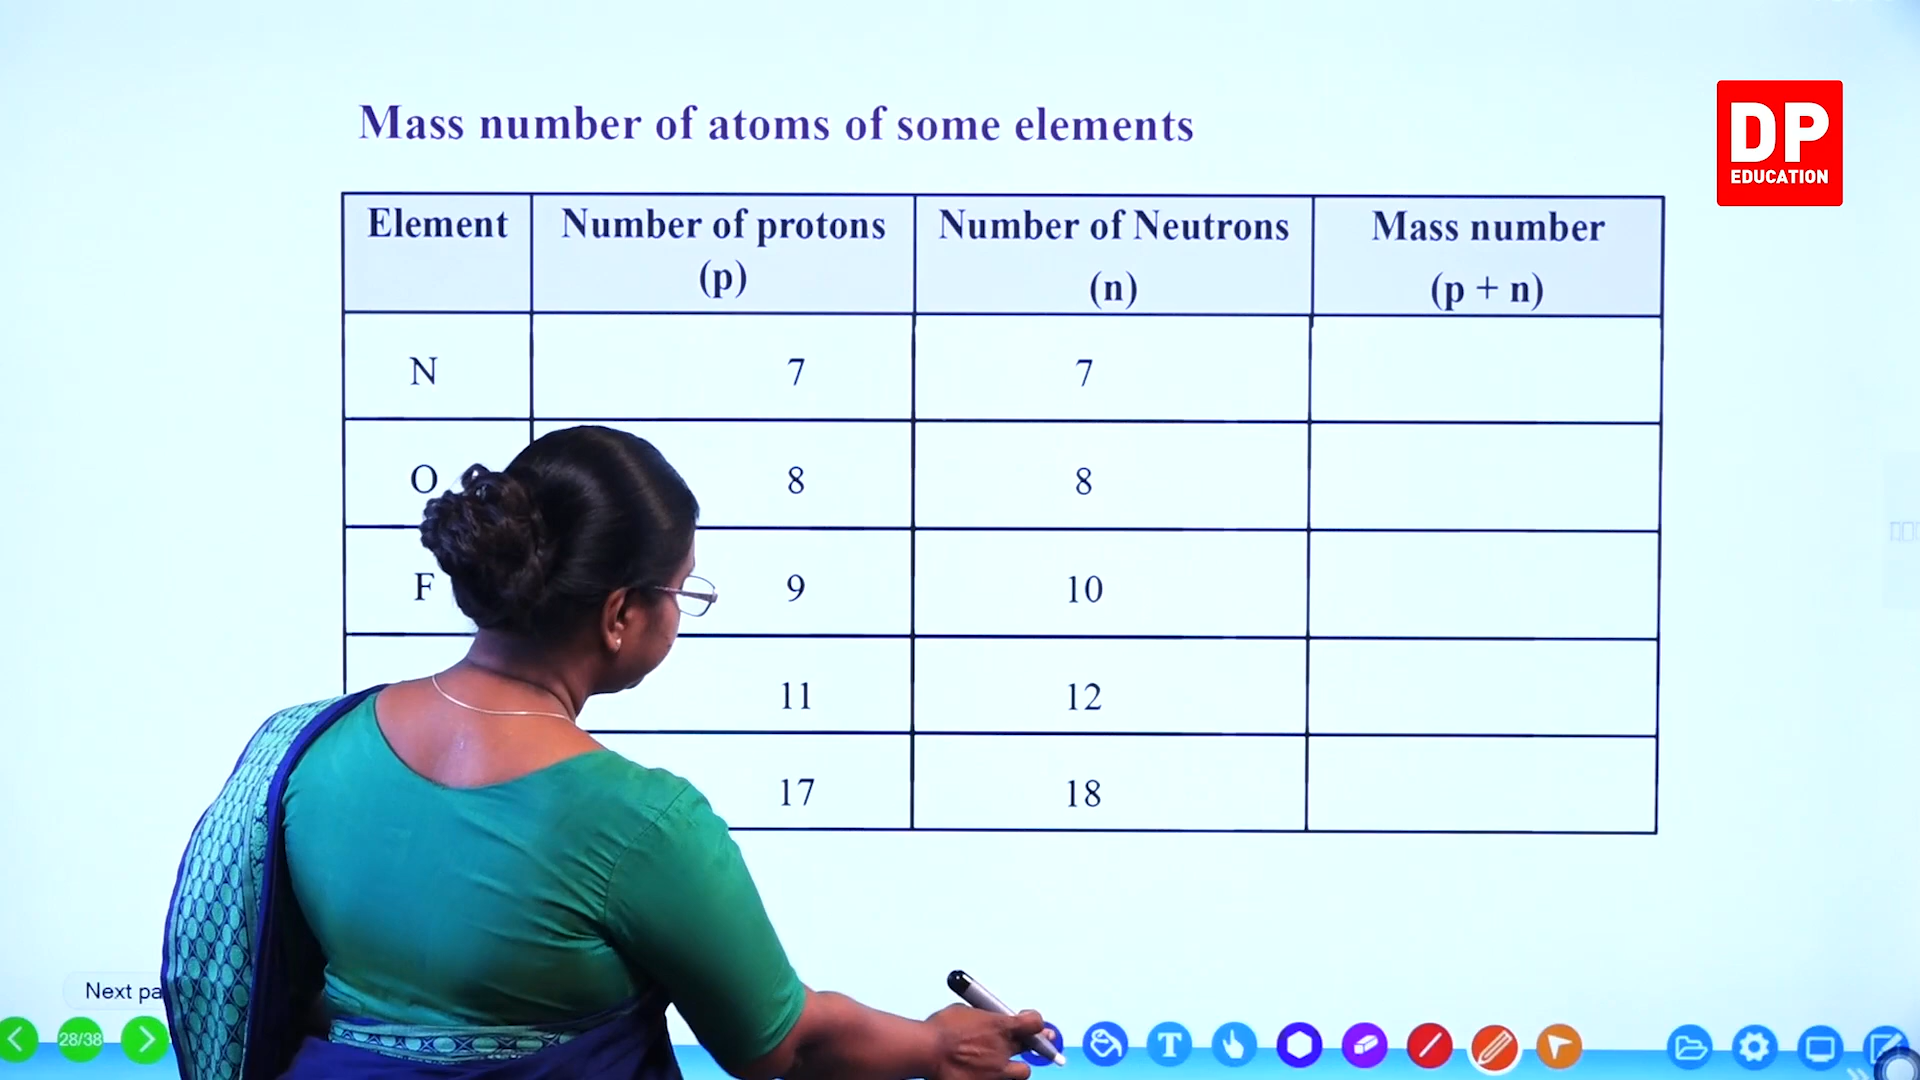 Mass number of atoms of some elements
DP
EDUCATION
Element Number of protons (p) Number of Neutrons (n) Mass number (p + n)
N 7 7
O 8 8
F 9 10
11 12
17 18
Next pa
28/38
T